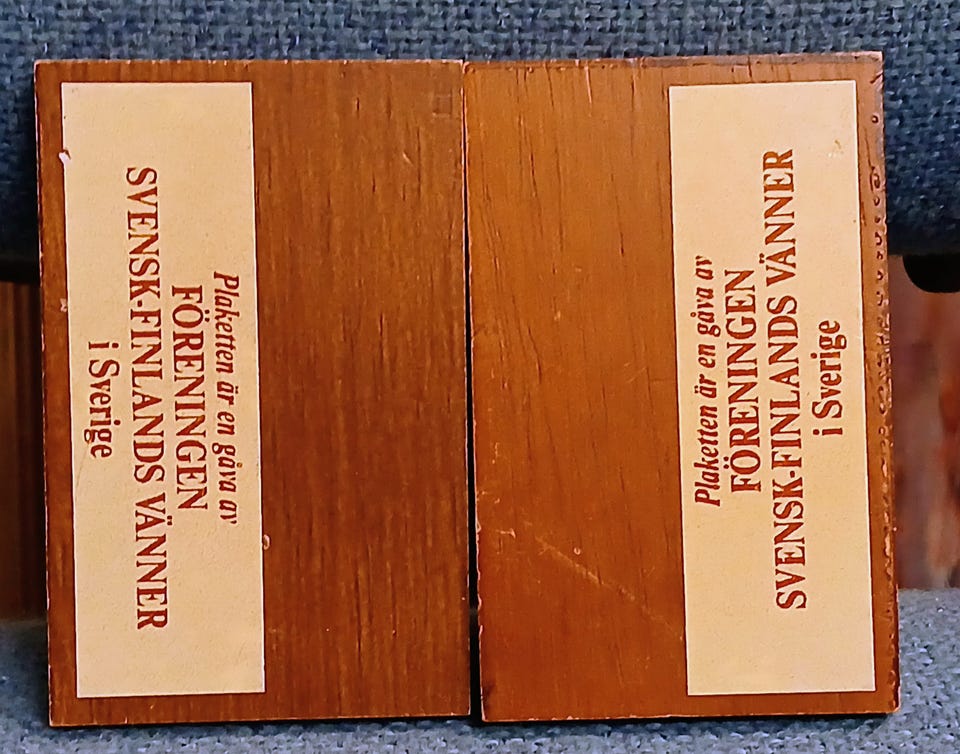 Plaketten är en gåva av
FÖRENINGEN
SVENSK-FINLANDS VÄNNER
i Sverige
Plaketten är en gåva av
FÖRENINGEN
SVENSK-FINLANDS VÄNNER
i Sverige